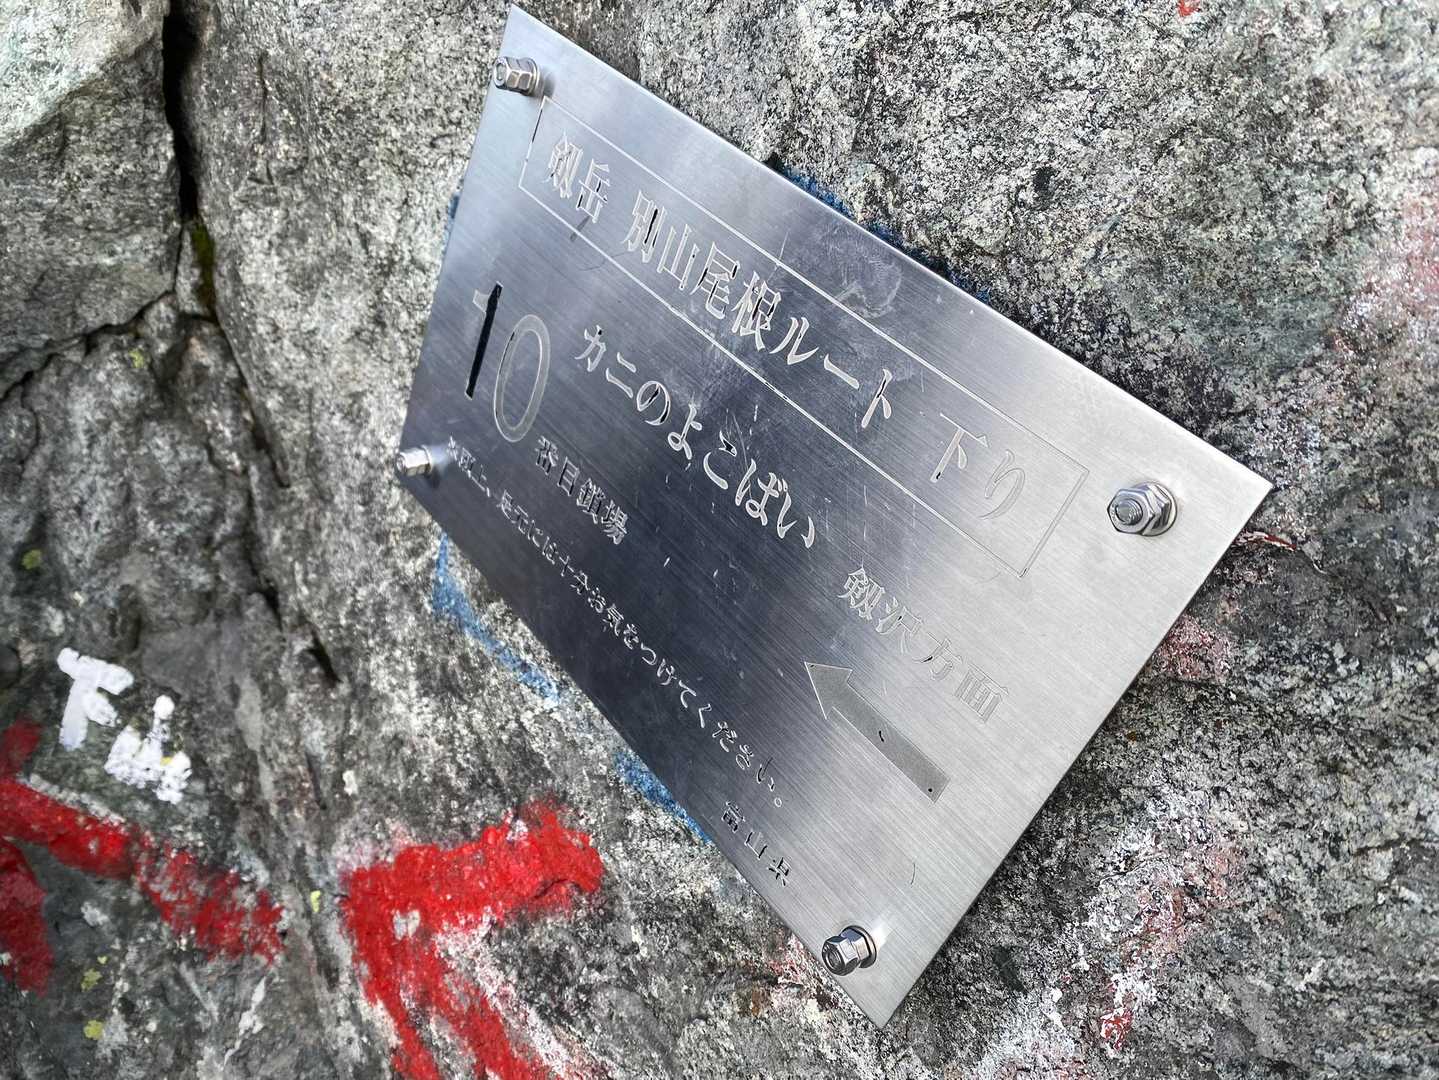 剱岳 別山尾根ルート 下り
カニのよこばい
10
番目鎖場
剱沢方面
足元には十分お気をつけてください。
富山県
下山